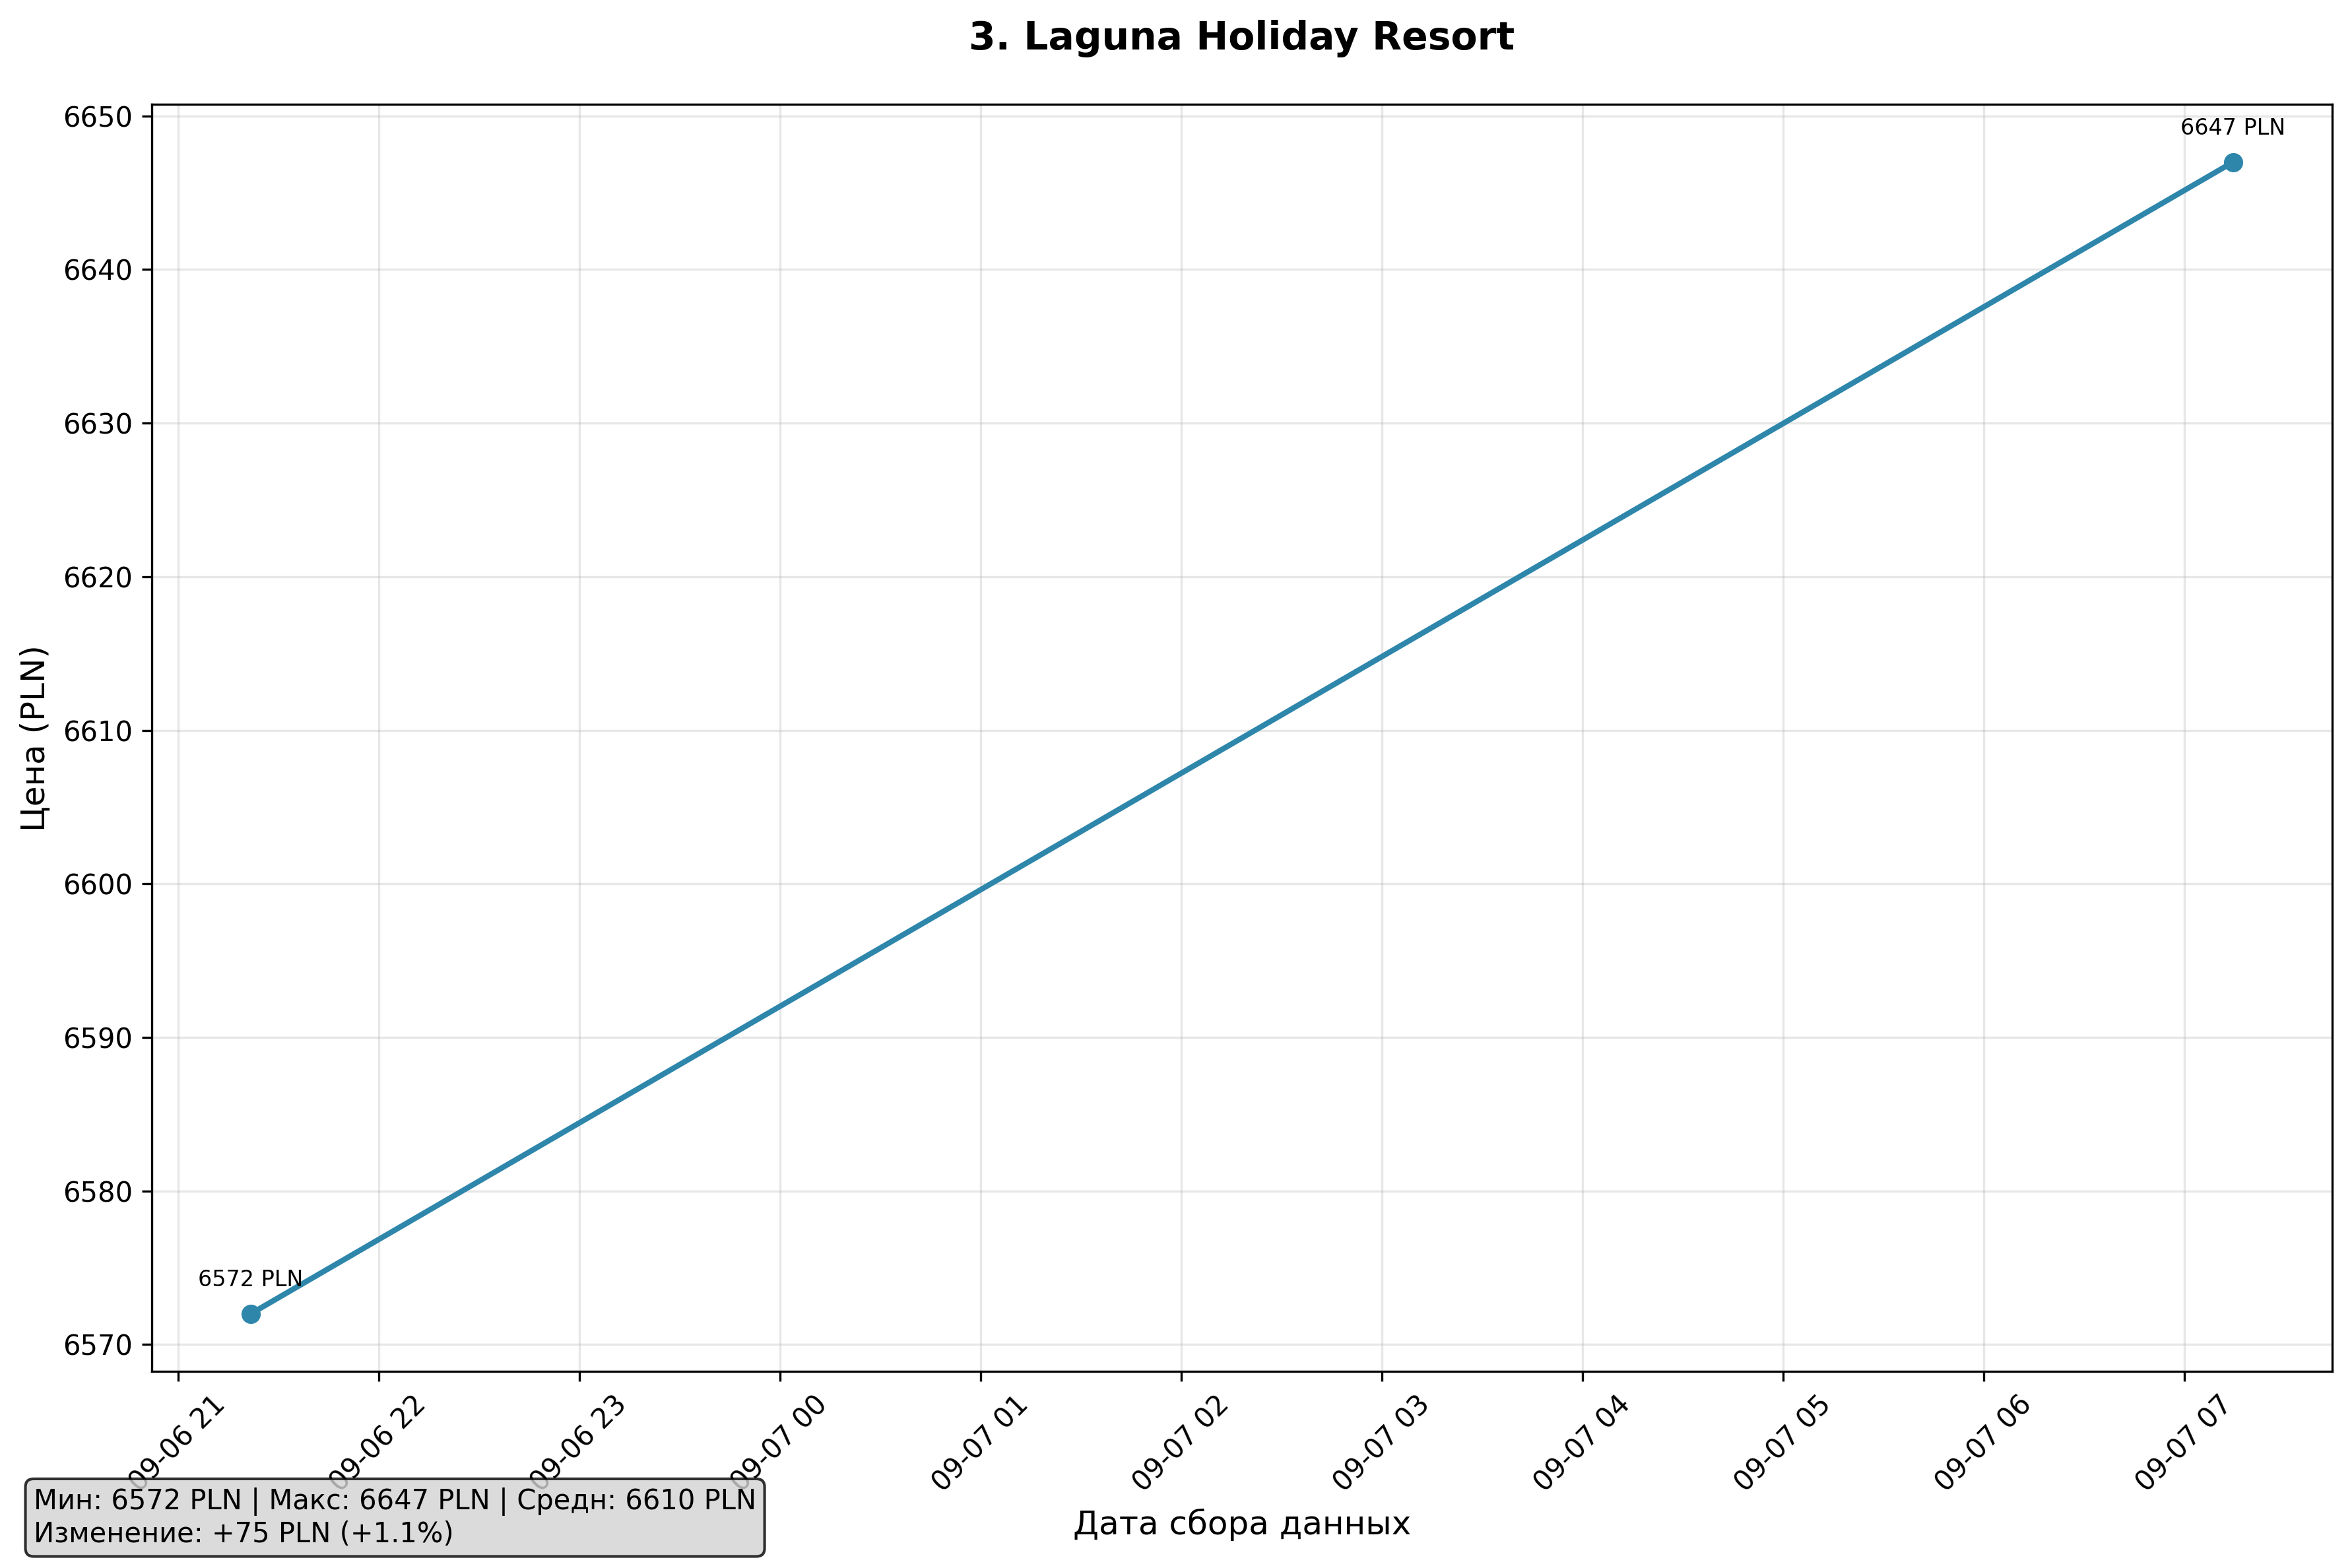 3. Laguna Holiday Resort
Цена (PLN)
6650
6640
6630
6620
6610
6600
6590
6580
6570
6647 PLN
6572 PLN
09-06 21
09-06 22
09-06 23
09-07 00
09-07 01
09-07 02
09-07 03
09-07 04
09-07 05
09-07 06
09-07 07
Дата сбора данных
Мин: 6572 PLN | Макс: 6647 PLN | Средн: 6610 PLN
Изменение: +75 PLN (+1.1%)